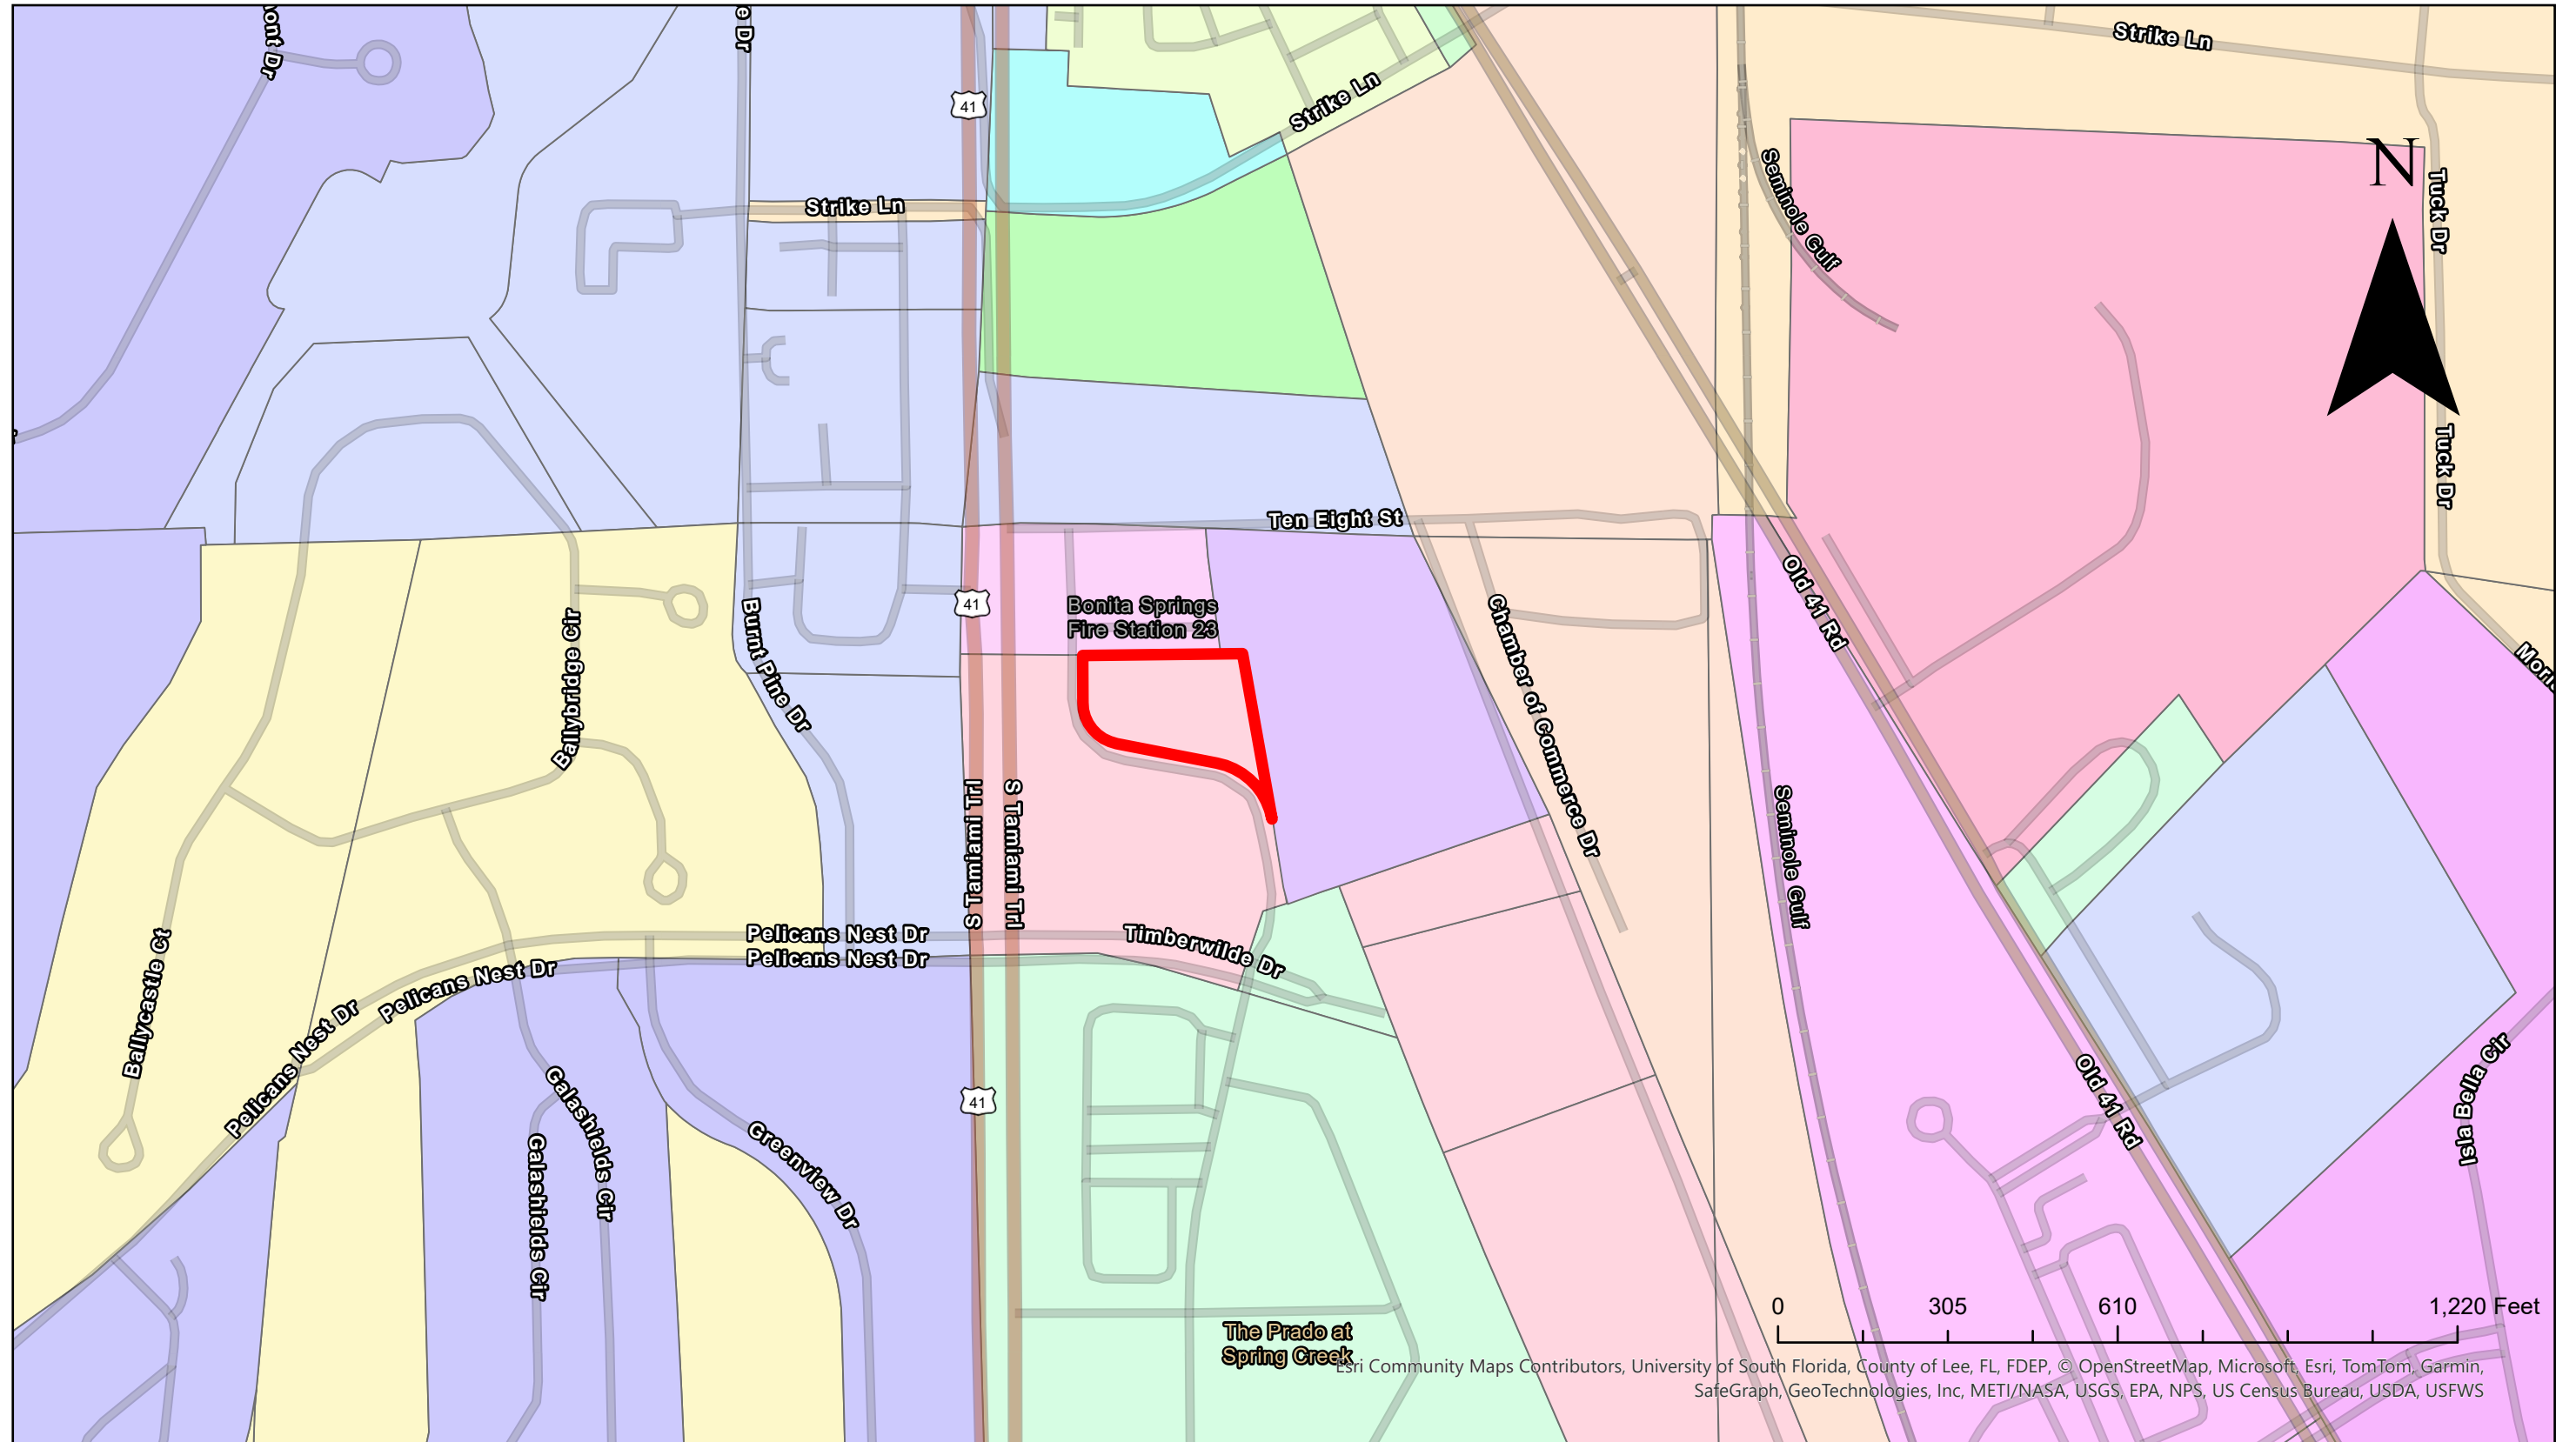 e Dr
Strike Ln
41
Strike Ln
N
Seminole Gulf
Tuck Dr
Strike Ln
Tuck Dr
Ten Eight St
Old 41 Rd
41
Bonita Springs
Fire Station 23
Chamber of Commerce Dr
Burnt Pine Dr
Ballybridge Cir
S Tamiami Trl
S Tamiami Trl
Seminole Gulf
Pelicans Nest Dr
Pelicans Nest Dr
Timberwilde Dr
Ballycastle Ct
Pelicans Nest Dr
Pelicans Nest Dr
41
Old 41 Rd
Isla Bella Cir
Galashields Cir
Galashields Cir
Greenview Dr
0 305 610 1,220 Feet
The Prado at
Spring Creek
Esri Community Maps Contributors, University of South Florida, County of Lee, FL, FDEP, © OpenStreetMap, Microsoft, Esri, TomTom, Garmin,
SafeGraph, GeoTechnologies, Inc, METI/NASA, USGS, EPA, NPS, US Census Bureau, USDA, USFWS